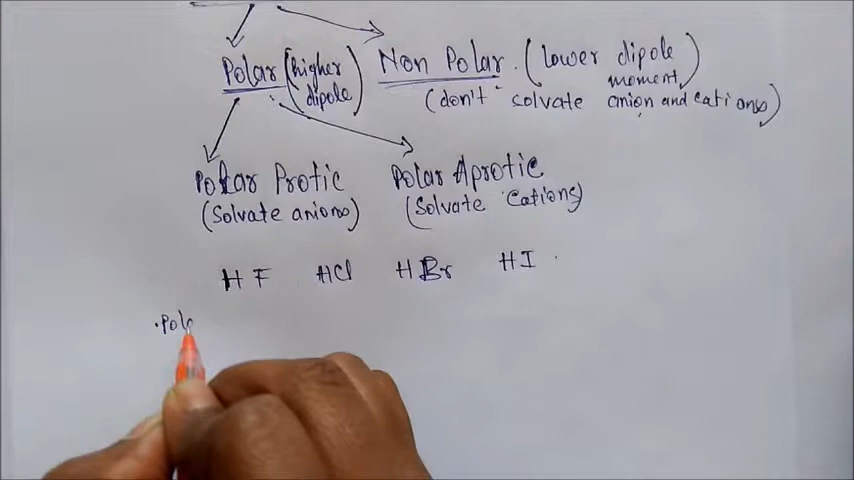 Polar (higher dipole)
Non Polar. (lower dipole moment)
(don't solvate anion and cations)
Polar Protic
(Solvate anions)
Polar Aprotic
(Solvate Cations)
HF HCl HBr HI
.Pola